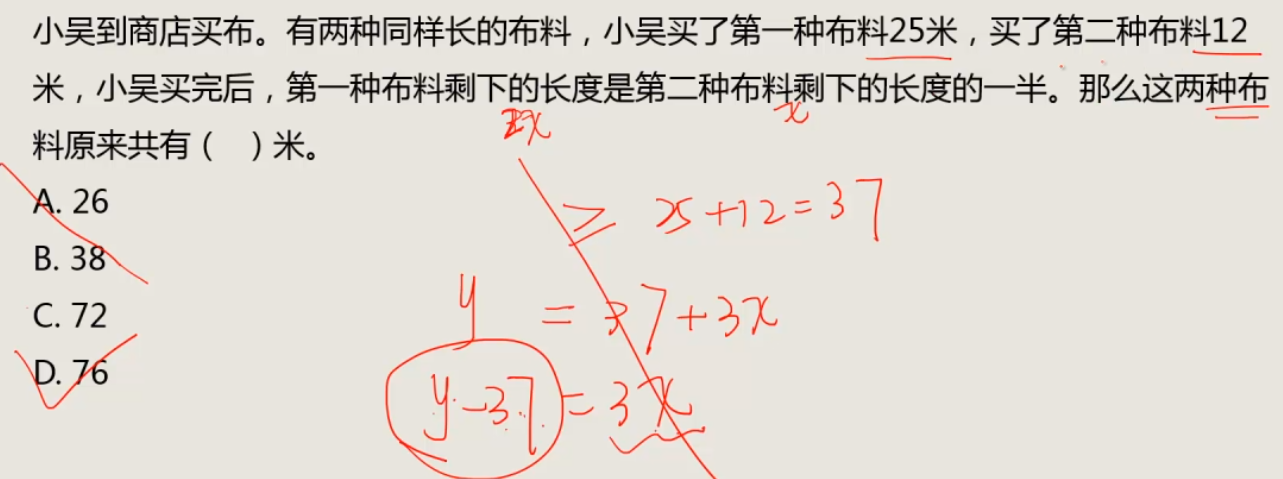 小吴到商店买布。有两种同样长的布料，小吴买了第一种布料25米，买了第二种布料12
米，小吴买完后，第一种布料剩下的长度是第二种布料剩下的长度的一半。那么这两种布
2x x
料原来共有（ ）米。
A. 26
≥ 25+12=37
B. 38
y = 37+3x
C. 72
D. 76
y-37=3x